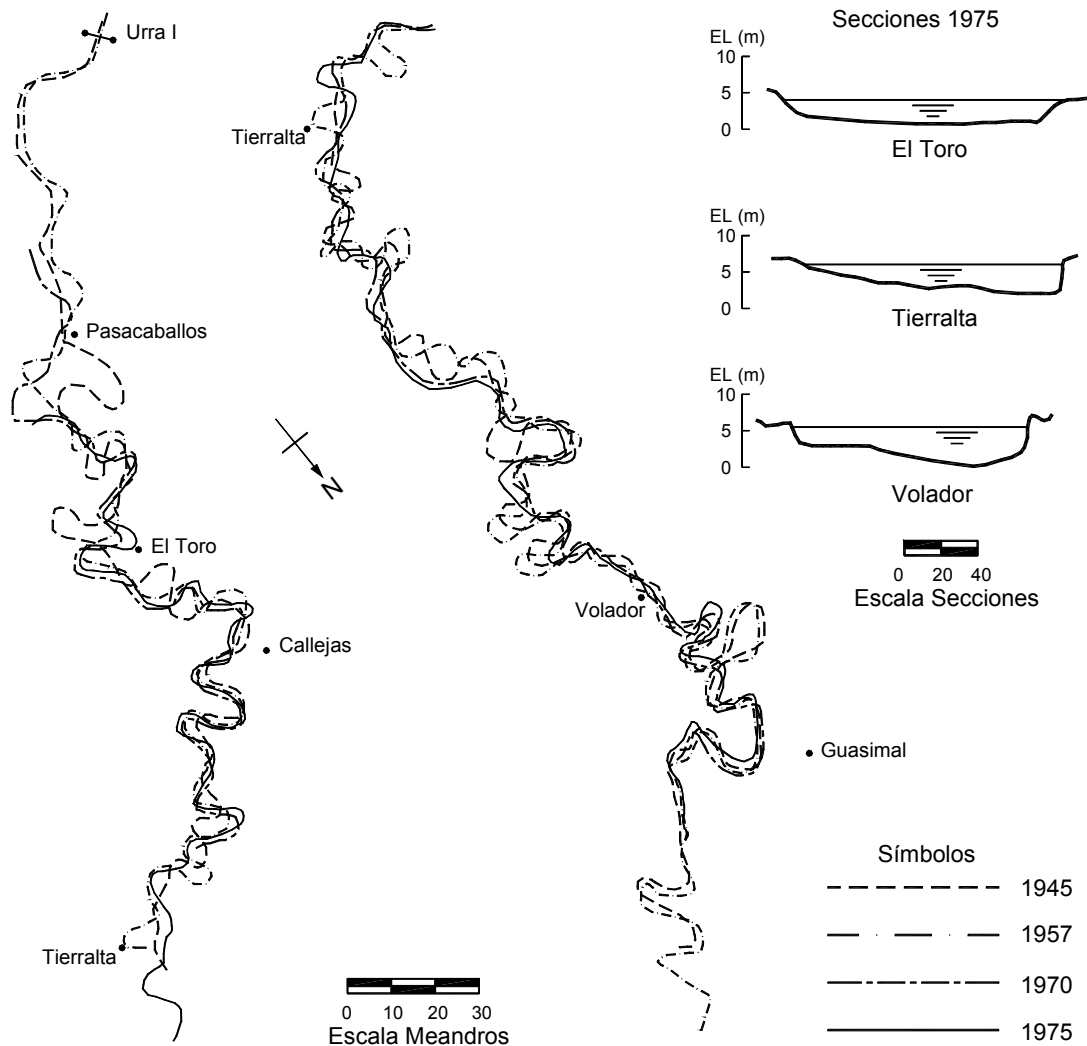 Urra I
Pasacaballos
El Toro
Callejas
Tierralta
Tierralta
Volador
Guasimal
N
0 10 20 30
Escala Meandros
Secciones 1975
EL (m)
10
5
0
El Toro
EL (m)
10
5
0
Tierralta
EL (m)
10
5
0
Volador
0 20 40
Escala Secciones
Símbolos
1945
1957
1970
1975